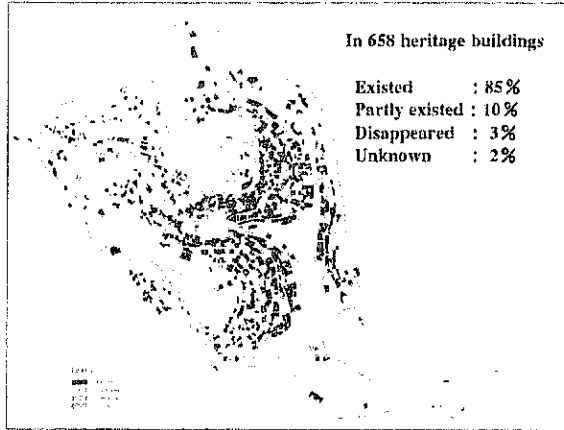 In 658 heritage buildings
Existed : 85%
Partly existed : 10%
Disappeared : 3%
Unknown : 2%